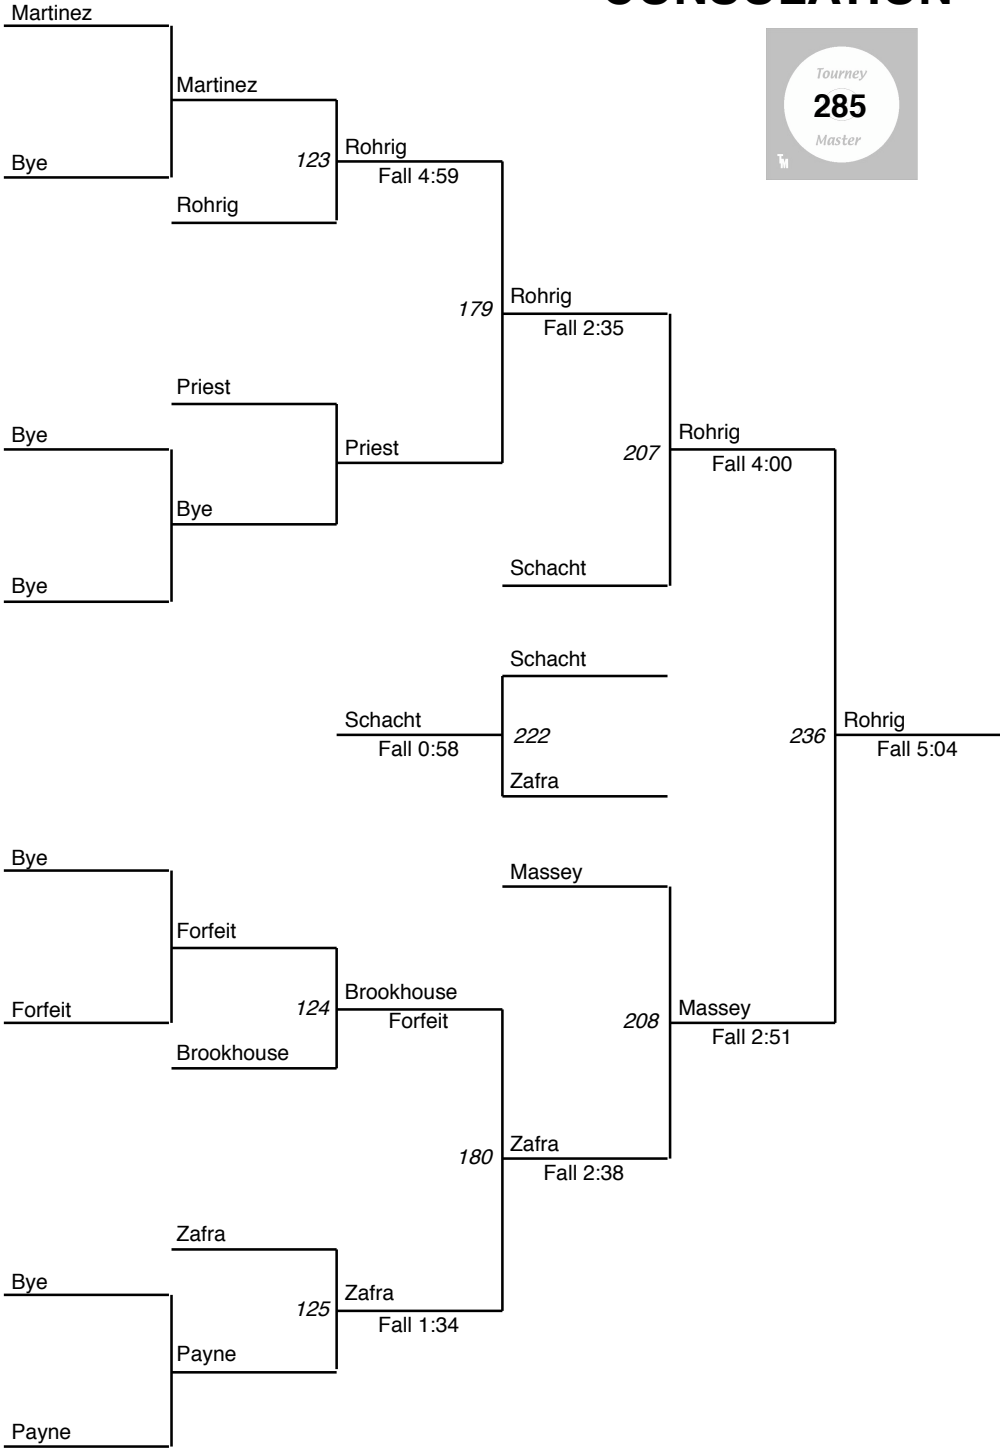 CONSOLATION
Martinez
Tourney
285
Master
TM
Martinez
Rohrig
123
Bye
Fall 4:59
Rohrig
Rohrig
179
Fall 2:35
Priest
Bye
Rohrig
Priest
207
Fall 4:00
Bye
Schacht
Bye
Schacht
Schacht
Rohrig
222
236
Fall 0:58
Fall 5:04
Zafra
Bye
Massey
Forfeit
Brookhouse
Forfeit
124
Massey
Forfeit
208
Fall 2:51
Brookhouse
Zafra
180
Fall 2:38
Zafra
Bye
Zafra
125
Fall 1:34
Payne
Payne